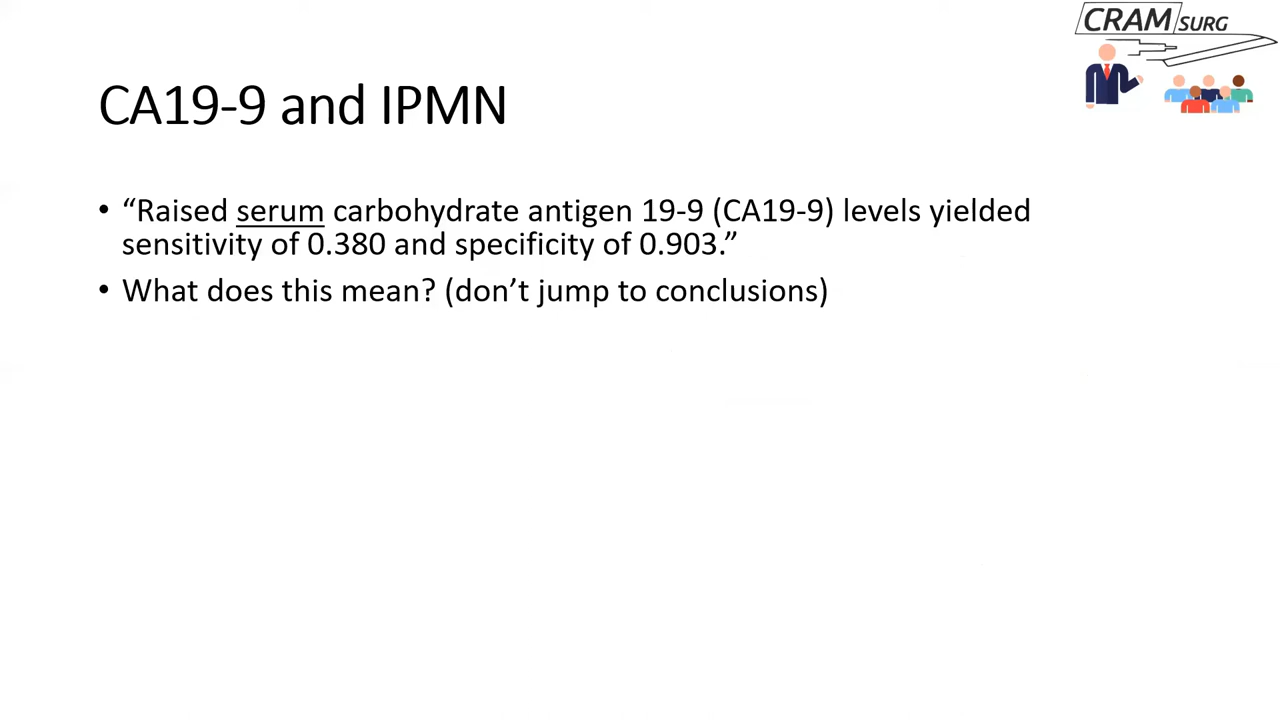 CRAM SURG
CA19-9 and IPMN
• “Raised serum carbohydrate antigen 19-9 (CA19-9) levels yielded
sensitivity of 0.380 and specificity of 0.903.”
• What does this mean? (don’t jump to conclusions)